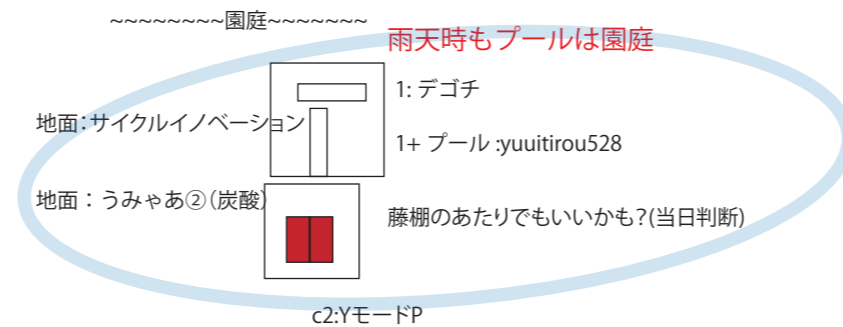 ~~~~~~~~園庭~~~~~~~
雨天時もプールは園庭
1: デゴチ
地面：サイクルイノベーション
1+ プール :yuuitirou528
地面：うみゃあ②(炭酸)
藤棚のあたりでもいいかも?(当日判断)
c2:YモードP